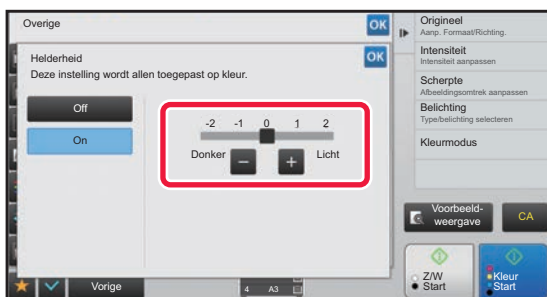 Overige
OK
Helderheid
OK
Deze instelling wordt allen toegepast op kleur.
Off
On
-2 -1 0 1 2
Donker
−
+
Licht
Vorige
4 A3
Origineel
Aanp. Formaat/Richting.
Intensiteit
Intensiteit aanpassen
Scherpte
Afbeeldingsomtrek aanpassen
Belichting
Type/belichting selecteren
Kleurmodus
Voorbeeld-
weergave
CA
Z/W
Start
Kleur
Start